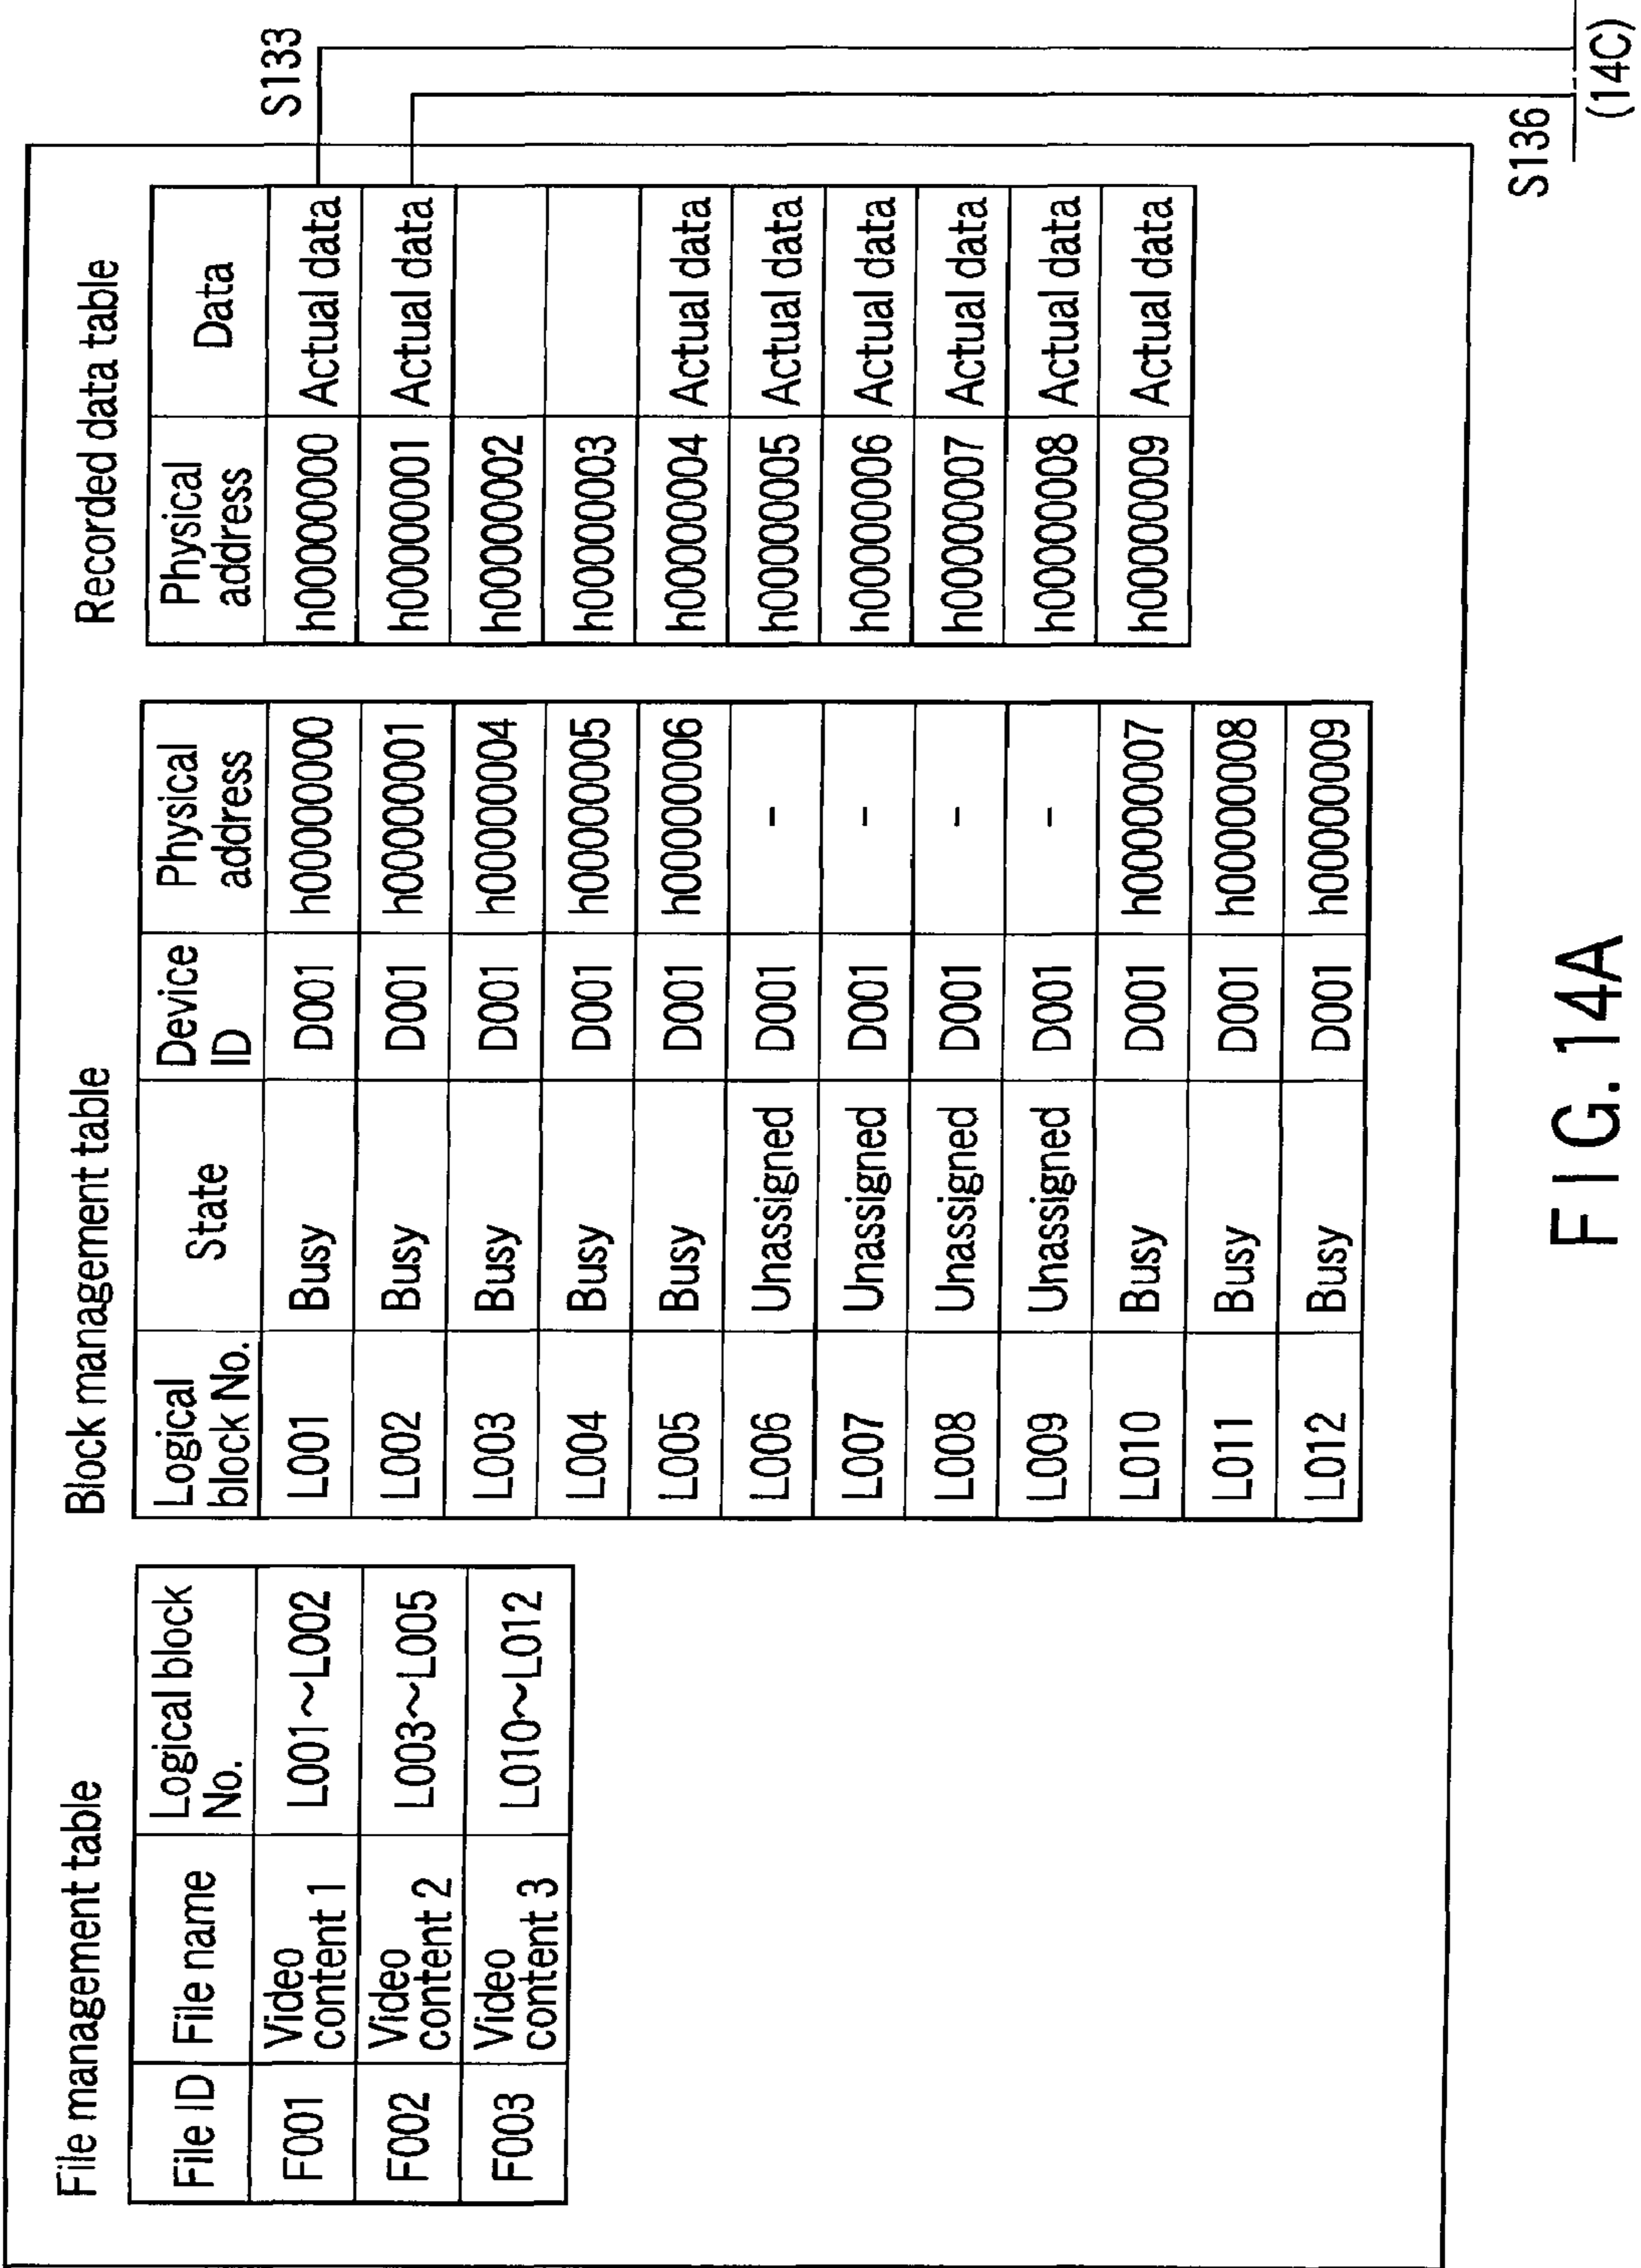 File management table
File ID File name Logical block
No.
F001 Video
content 1 L001~L002
F002 Video
content 2 L003~L005
F003 Video
content 3 L010~L012
Block management table
Logical
block No. State Device
ID Physical
address
L001 Busy D001 h00000000
L002 Busy D001 h00000001
L003 Busy D001 h00000004
L004 Busy D001 h00000005
L005 Busy D001 h00000006
L006 Unassigned D001 -
L007 Unassigned D001 -
L008 Unassigned D001 -
L009 Unassigned D001 -
L010 Busy D001 h00000007
L011 Busy D001 h00000008
L012 Busy D001 h00000009
Recorded data table
Physical
address Data
h00000000 Actual data
h00000001 Actual data
h00000002
h00000003
h00000004 Actual data
h00000005 Actual data
h00000006 Actual data
h00000007 Actual data
h00000008 Actual data
h00000009 Actual data
S133
S136
(14C)
FIG. 14A